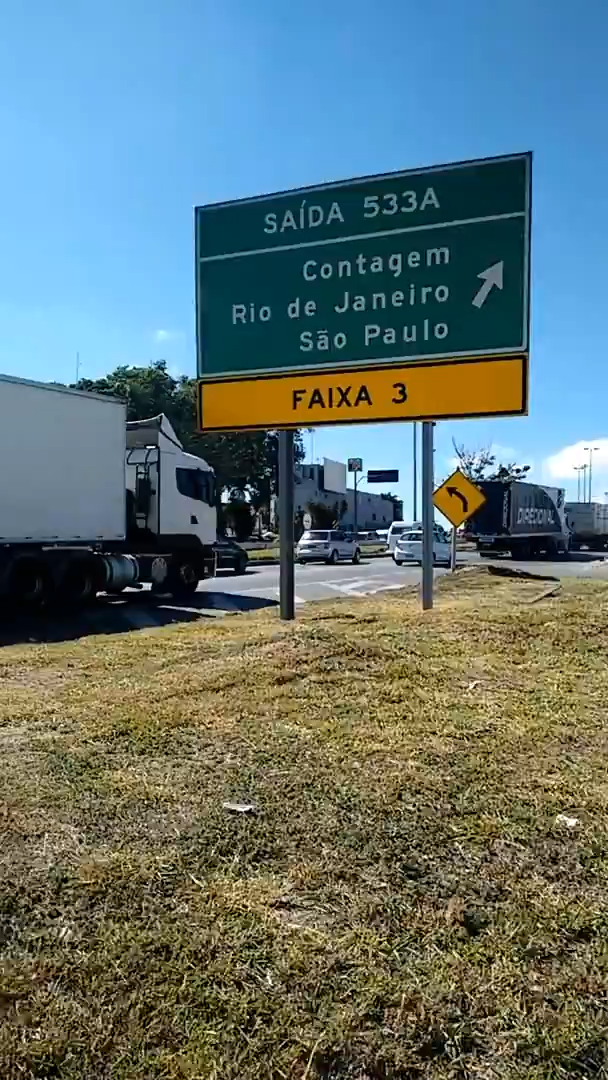 SAÍDA 533A
Contagem
Rio de Janeiro
São Paulo
FAIXA 3
DIRECIONAL